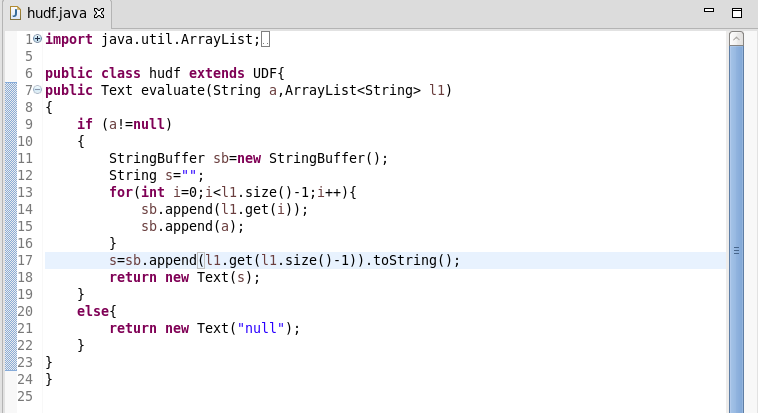 hudf.java
1 import java.util.ArrayList;
5
6 public class hudf extends UDF{
7 public Text evaluate(String a,ArrayList<String> l1)
8 {
9     if (a!=null)
10     {
11         StringBuffer sb=new StringBuffer();
12         String s="";
13         for(int i=0;i<l1.size()-1;i++){
14             sb.append(l1.get(i));
15             sb.append(a);
16         }
17         s=sb.append(l1.get(l1.size()-1)).toString();
18         return new Text(s);
19     }
20     else{
21         return new Text("null");
22     }
23 }
24 }
25